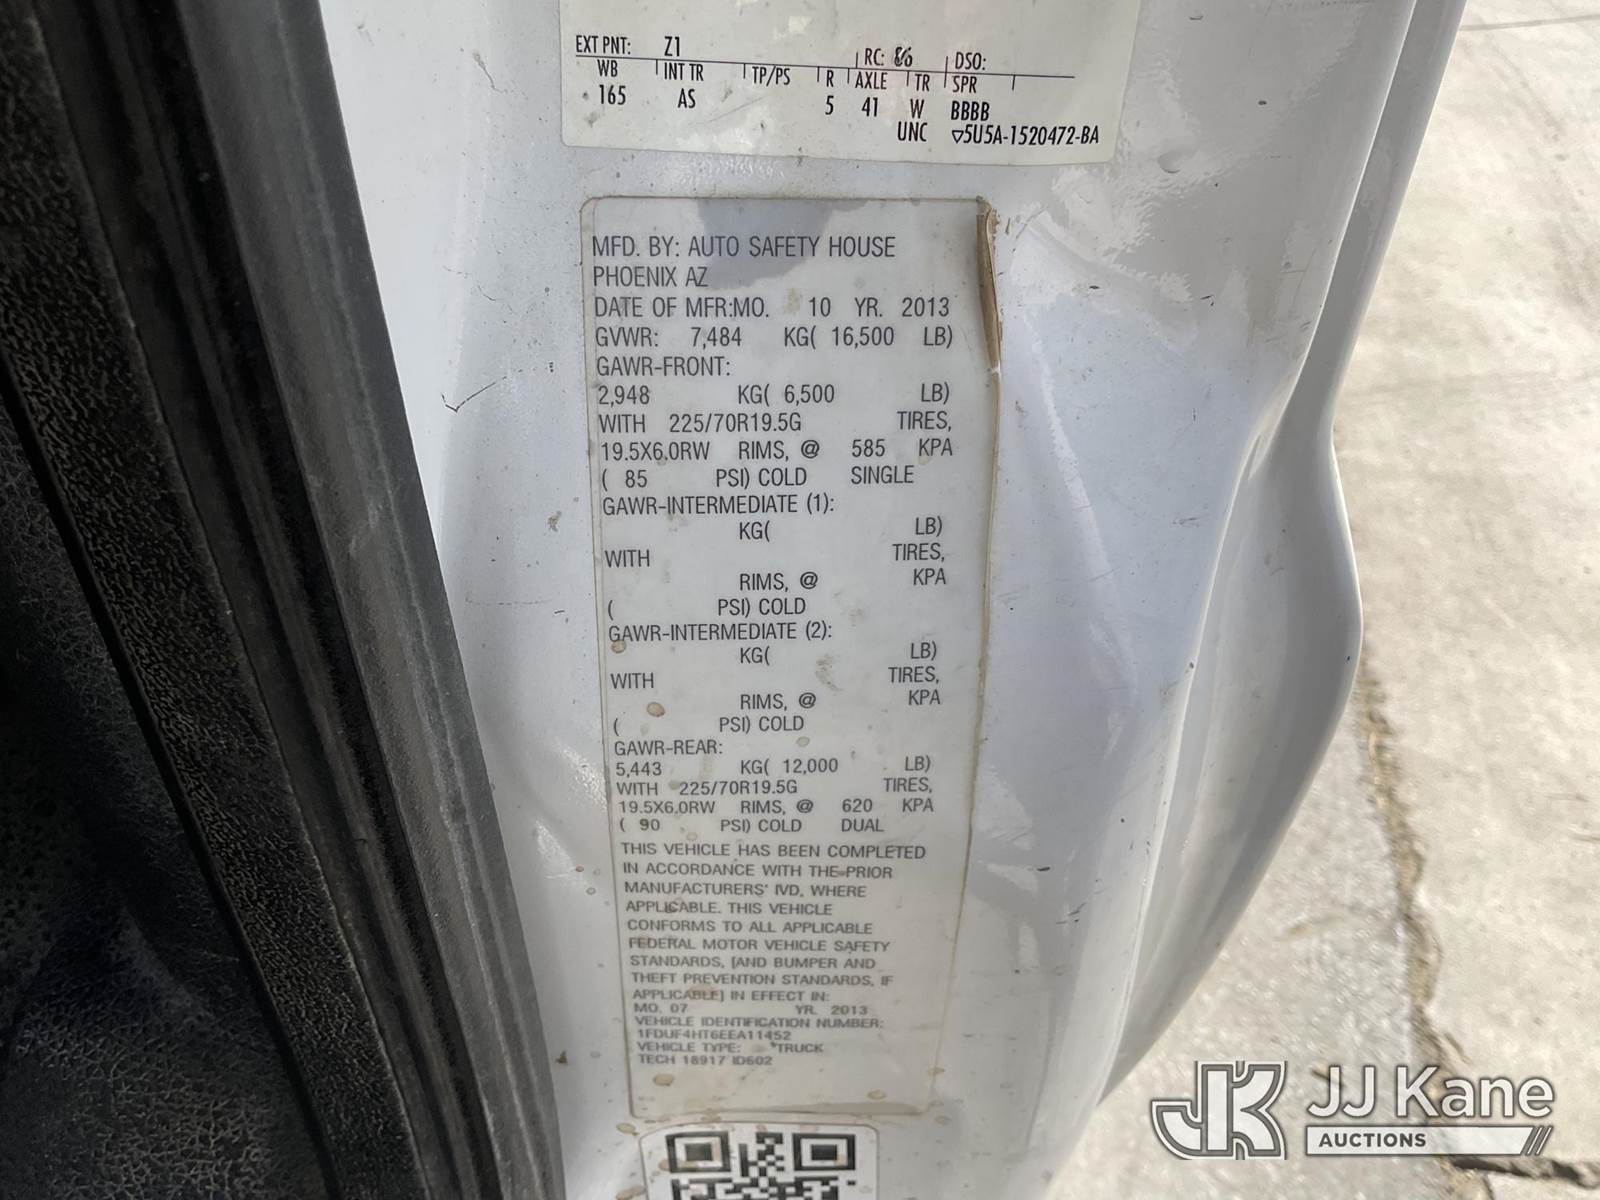 EXT PNT: Z1 RC: 86 DSO:
WB INT TR TP/PS R AXLE TR SPR
165 AS 5 41 W BBBB
UNC ▽5U5A-1520472-BA
MFD. BY: AUTO SAFETY HOUSE
PHOENIX AZ
DATE OF MFR:MO. 10 YR. 2013
GVWR: 7,484 KG( 16,500 LB)
GAWR-FRONT:
2,948 KG( 6,500 LB)
WITH 225/70R19.5G TIRES,
19.5X6.0RW RIMS, @ 585 KPA
( 85 PSI) COLD SINGLE
GAWR-INTERMEDIATE (1):
KG( LB)
WITH TIRES,
RIMS, @ KPA
( PSI) COLD
GAWR-INTERMEDIATE (2):
KG( LB)
WITH TIRES,
RIMS, @ KPA
( PSI) COLD
GAWR-REAR:
5,443 KG( 12,000 LB)
WITH 225/70R19.5G TIRES,
19.5X6.0RW RIMS, @ 620 KPA
( 90 PSI) COLD DUAL
THIS VEHICLE HAS BEEN COMPLETED
IN ACCORDANCE WITH THE PRIOR
MANUFACTURERS' IVD, WHERE
APPLICABLE. THIS VEHICLE
CONFORMS TO ALL APPLICABLE
FEDERAL MOTOR VEHICLE SAFETY
STANDARDS, [AND BUMPER AND
THEFT PREVENTION STANDARDS, IF
APPLICABLE] IN EFFECT IN:
MO. 07 YR. 2013
VEHICLE IDENTIFICATION NUMBER:
1FDUF4HT6EEA11452
VEHICLE TYPE: *TRUCK
TECH 18917 ID602
JK JJ Kane
AUCTIONS